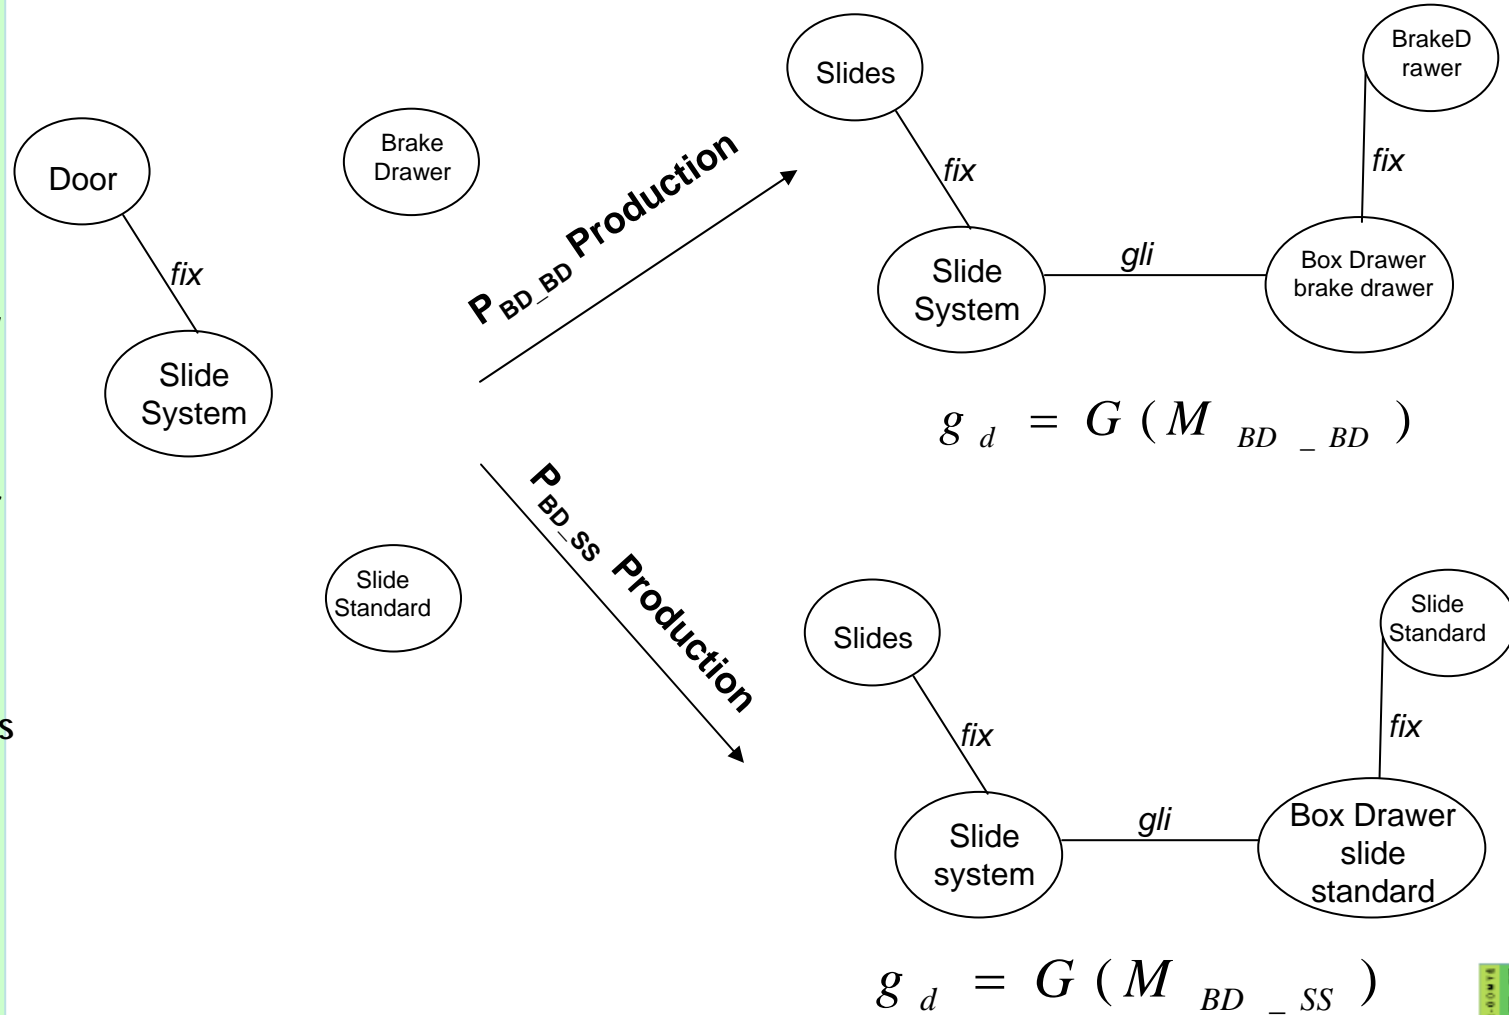 Door
fix
Slide
System
Brake
Drawer
Slide
Standard
P BD_BD Production
P BD_SS Production
Slides
fix
Slide
System
gli
Box Drawer
brake drawer
fix
BrakeD
rawer
g d = G ( M BD _ BD )
Slides
fix
Slide
system
gli
Box Drawer
slide
standard
fix
Slide
Standard
g d = G ( M BD _ SS )
s